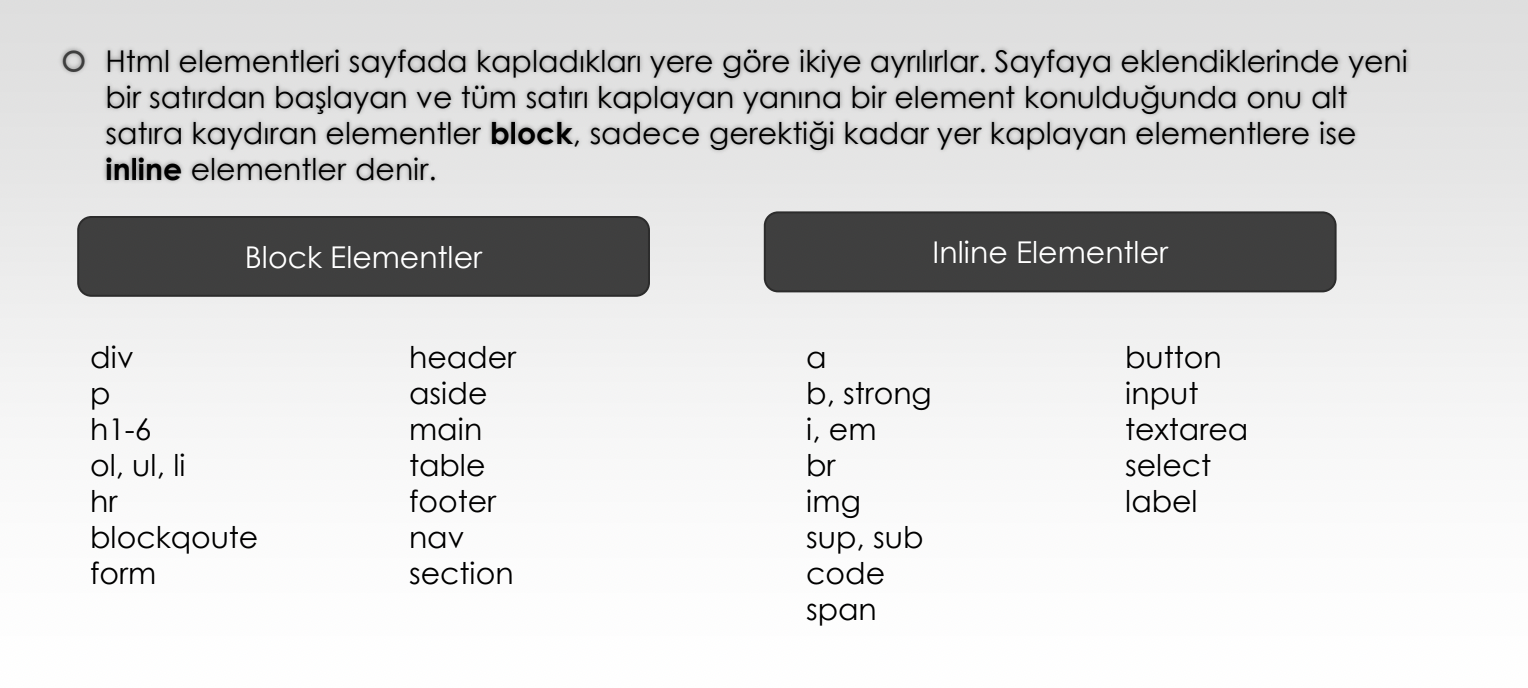 Html elementleri sayfada kapladıkları yere göre ikiye ayrılırlar. Sayfaya eklendiklerinde yeni
bir satırdan başlayan ve tüm satırı kaplayan yanına bir element konulduğunda onu alt
satıra kaydıran elementler block, sadece gerektiği kadar yer kaplayan elementlere ise
inline elementler denir.
Block Elementler
div
p
h1-6
ol, ul, li
hr
blockqoute
form
header
aside
main
table
footer
nav
section
Inline Elementler
a
b, strong
i, em
br
img
sup, sub
code
span
button
input
textarea
select
label